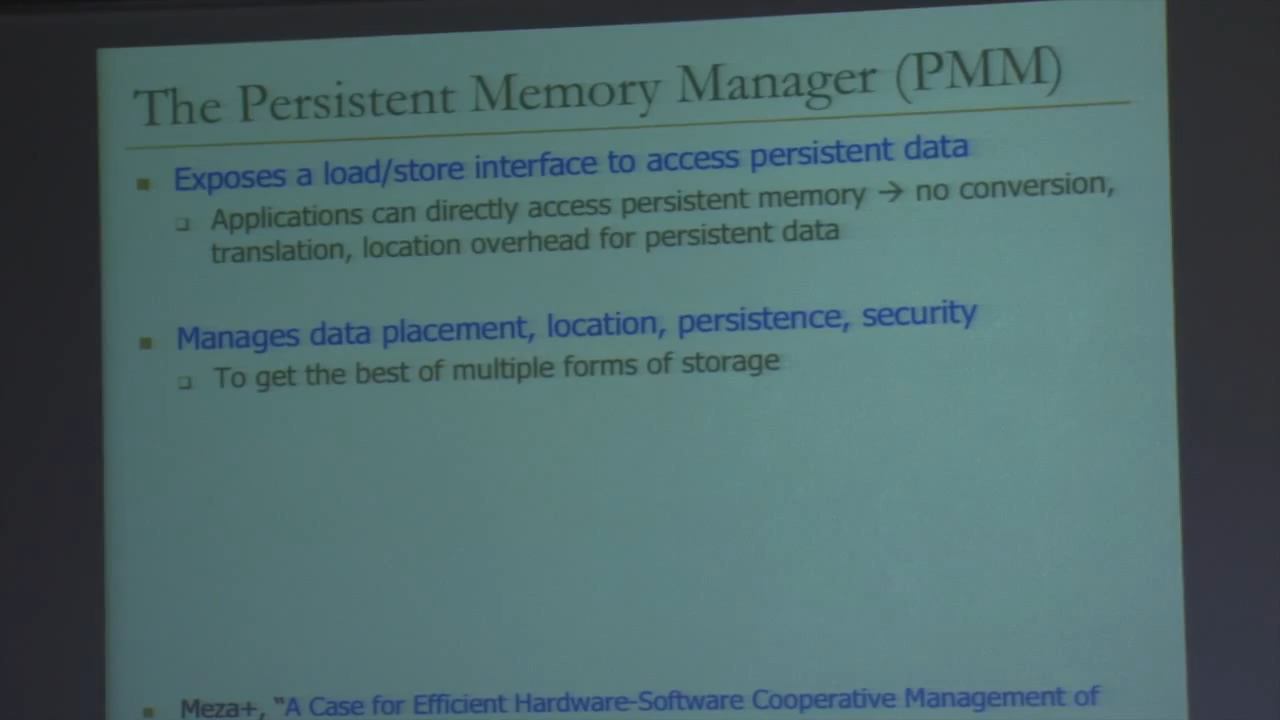 The Persistent Memory Manager (PMM)
Exposes a load/store interface to access persistent data
Applications can directly access persistent memory → no conversion,
translation, location overhead for persistent data
Manages data placement, location, persistence, security
To get the best of multiple forms of storage
Meza+, “A Case for Efficient Hardware-Software Cooperative Management of